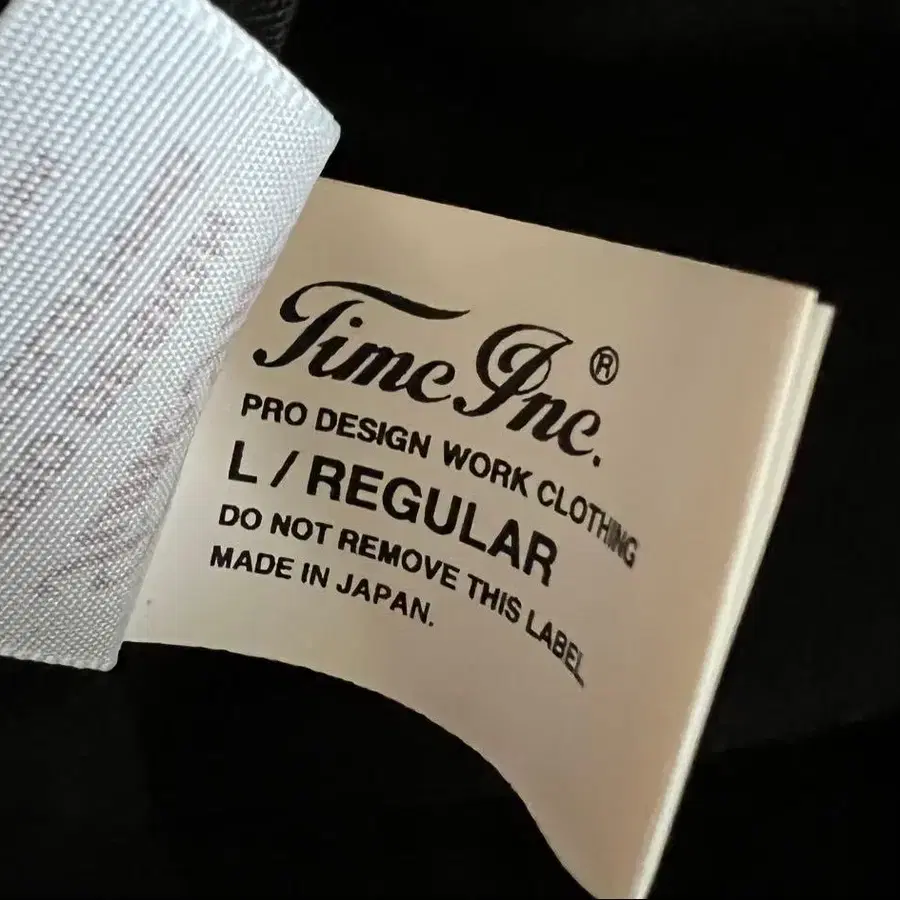 Time Inc.®
PRO DESIGN WORK CLOTHING
L / REGULAR
DO NOT REMOVE THIS LABEL
MADE IN JAPAN.